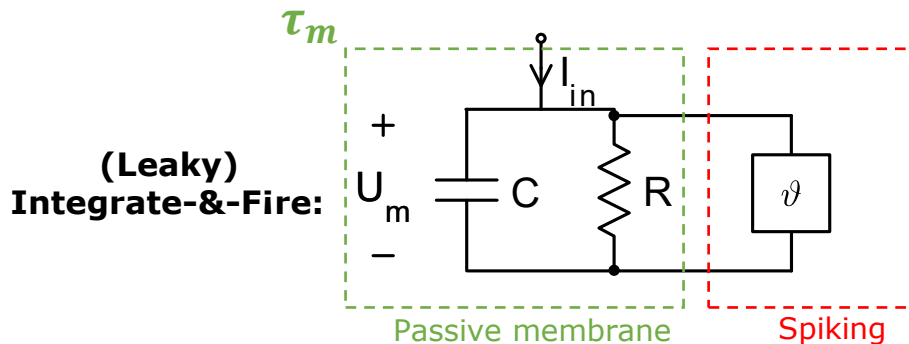 τm
Iin
(Leaky)
Integrate-&-Fire:
+
Um
−
C
R
ϑ
Passive membrane
Spiking